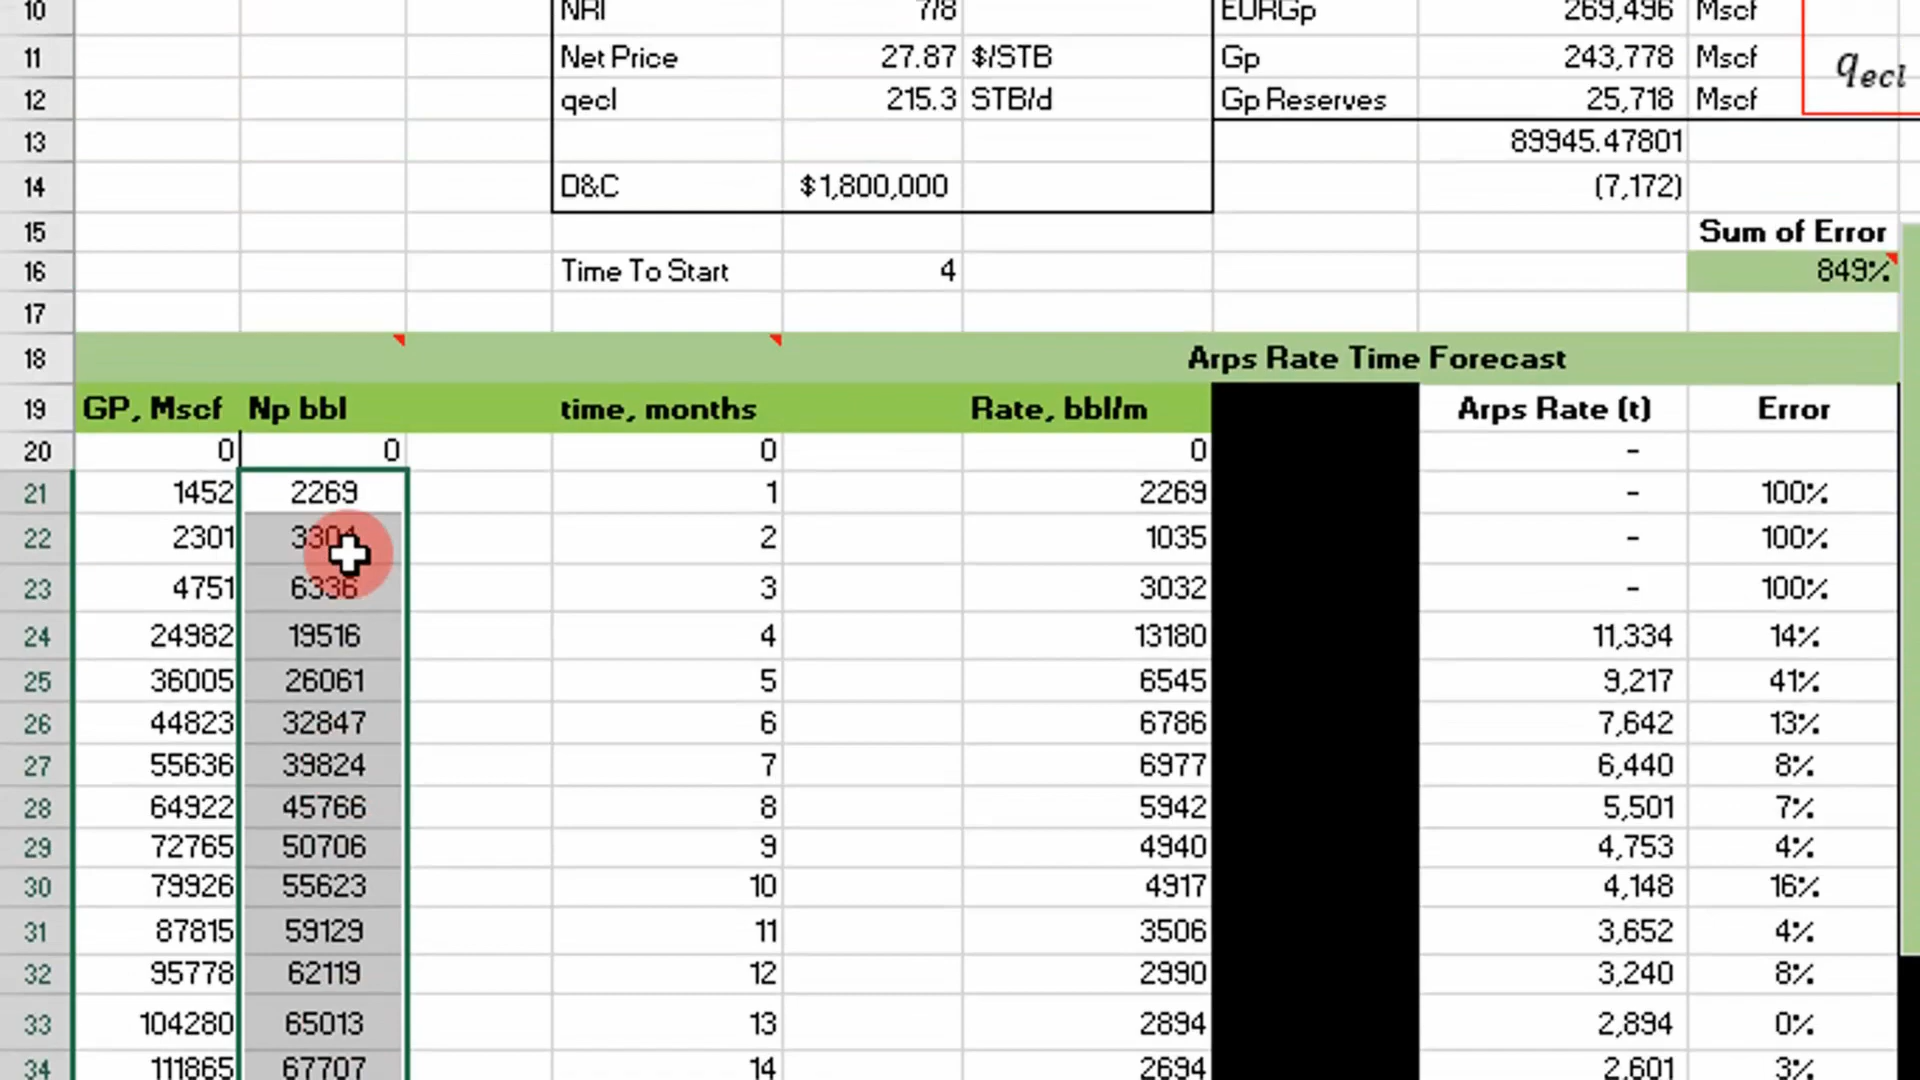 10 NRI 7/8 EURGp 269,496 Mscf
11 Net Price 27.87 $/STB Gp 243,778 Mscf
12 qecl 215.3 STB/d Gp Reserves 25,718 Mscf
qecl
13 89945.47801
14 D&C $1,800,000 (7,172)
15 Sum of Error
16 Time To Start 4 849%
17
18 Arps Rate Time Forecast
19 GP, Mscf Np bbl time, months Rate, bbl/m Arps Rate (t) Error
20 0 0 0 0 -
21 1452 2269 1 2269 - 100%
22 2301 3304 2 1035 - 100%
23 4751 6336 3 3032 - 100%
24 24982 19516 4 13180 11,334 14%
25 36005 26061 5 6545 9,217 41%
26 44823 32847 6 6786 7,642 13%
27 55636 39824 7 6977 6,440 8%
28 64922 45766 8 5942 5,501 7%
29 72765 50706 9 4940 4,753 4%
30 79926 55623 10 4917 4,148 16%
31 87815 59129 11 3506 3,652 4%
32 95778 62119 12 2990 3,240 8%
33 104280 65013 13 2894 2,894 0%
34 111865 67707 14 2694 2,601 3%